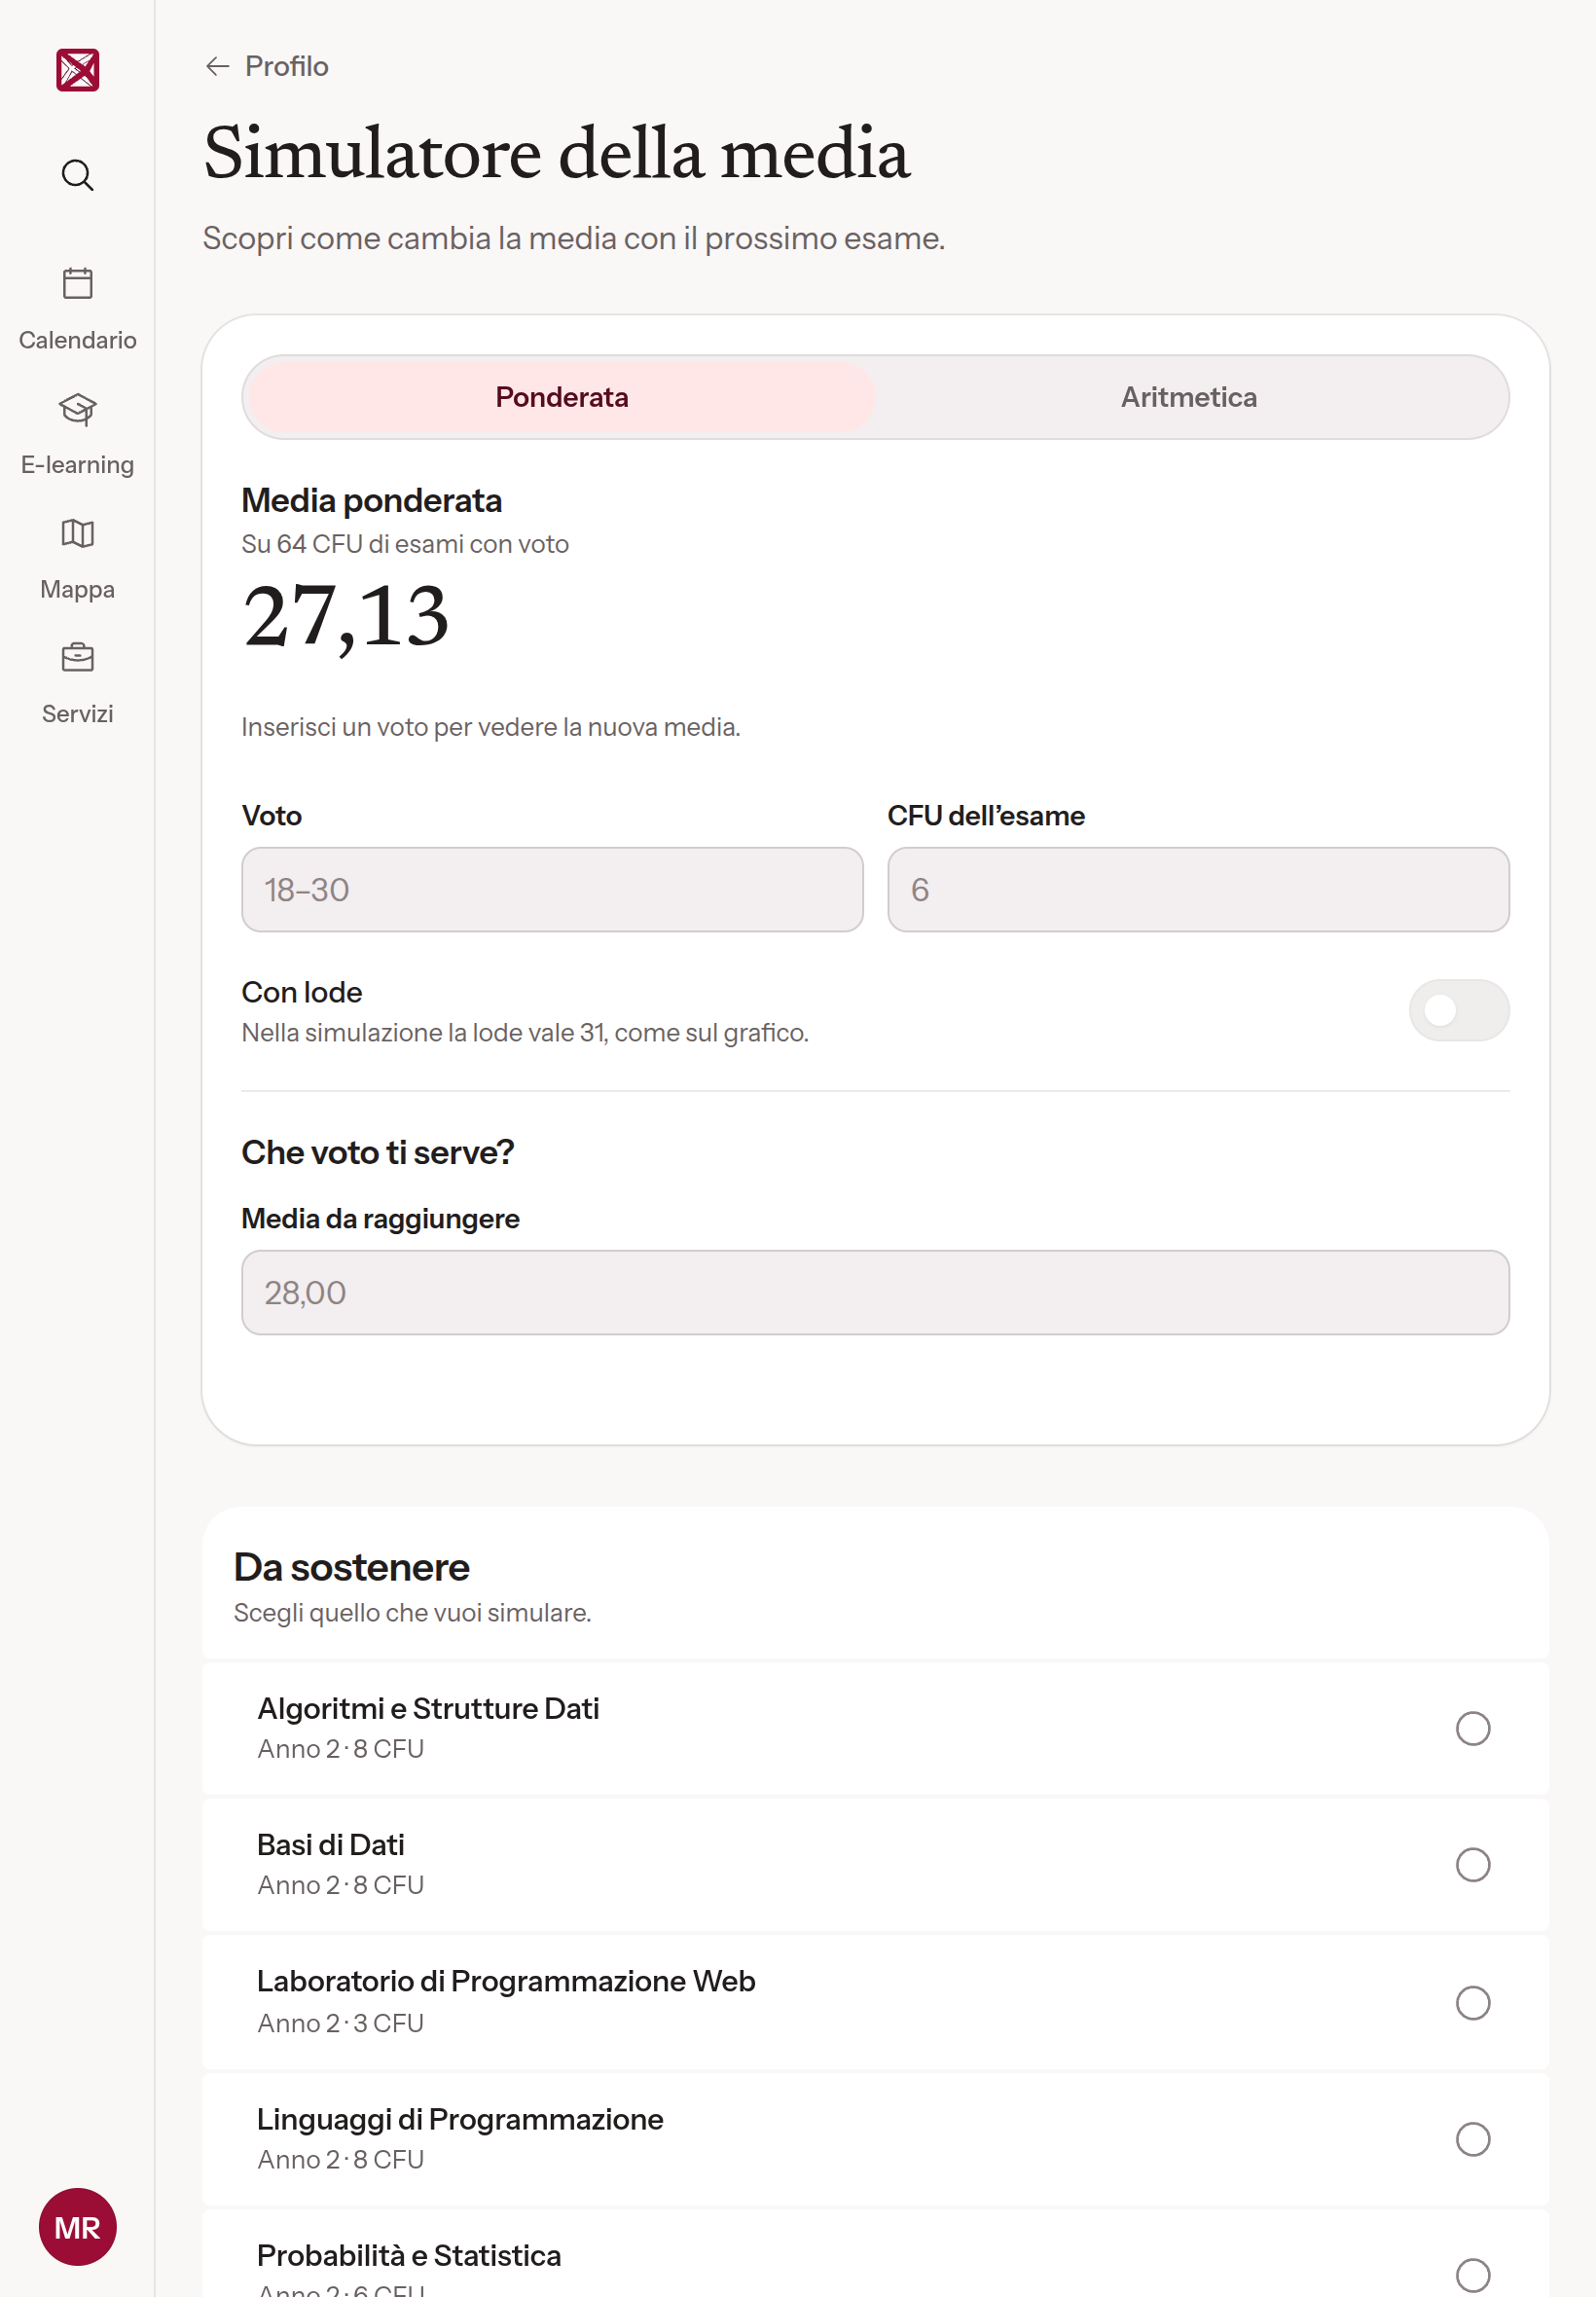 Profilo
Simulatore della media
Scopri come cambia la media con il prossimo esame.
Calendario
E-learning
Mappa
Servizi
MR
Ponderata
Aritmetica
Media ponderata
Su 64 CFU di esami con voto
27,13
Inserisci un voto per vedere la nuova media.
Voto
CFU dell’esame
18–30
6
Con lode
Nella simulazione la lode vale 31, come sul grafico.
Che voto ti serve?
Media da raggiungere
28,00
Da sostenere
Scegli quello che vuoi simulare.
Algoritmi e Strutture Dati
Anno 2 · 8 CFU
Basi di Dati
Anno 2 · 8 CFU
Laboratorio di Programmazione Web
Anno 2 · 3 CFU
Linguaggi di Programmazione
Anno 2 · 8 CFU
Probabilità e Statistica
Anno 2 · 6 CFU